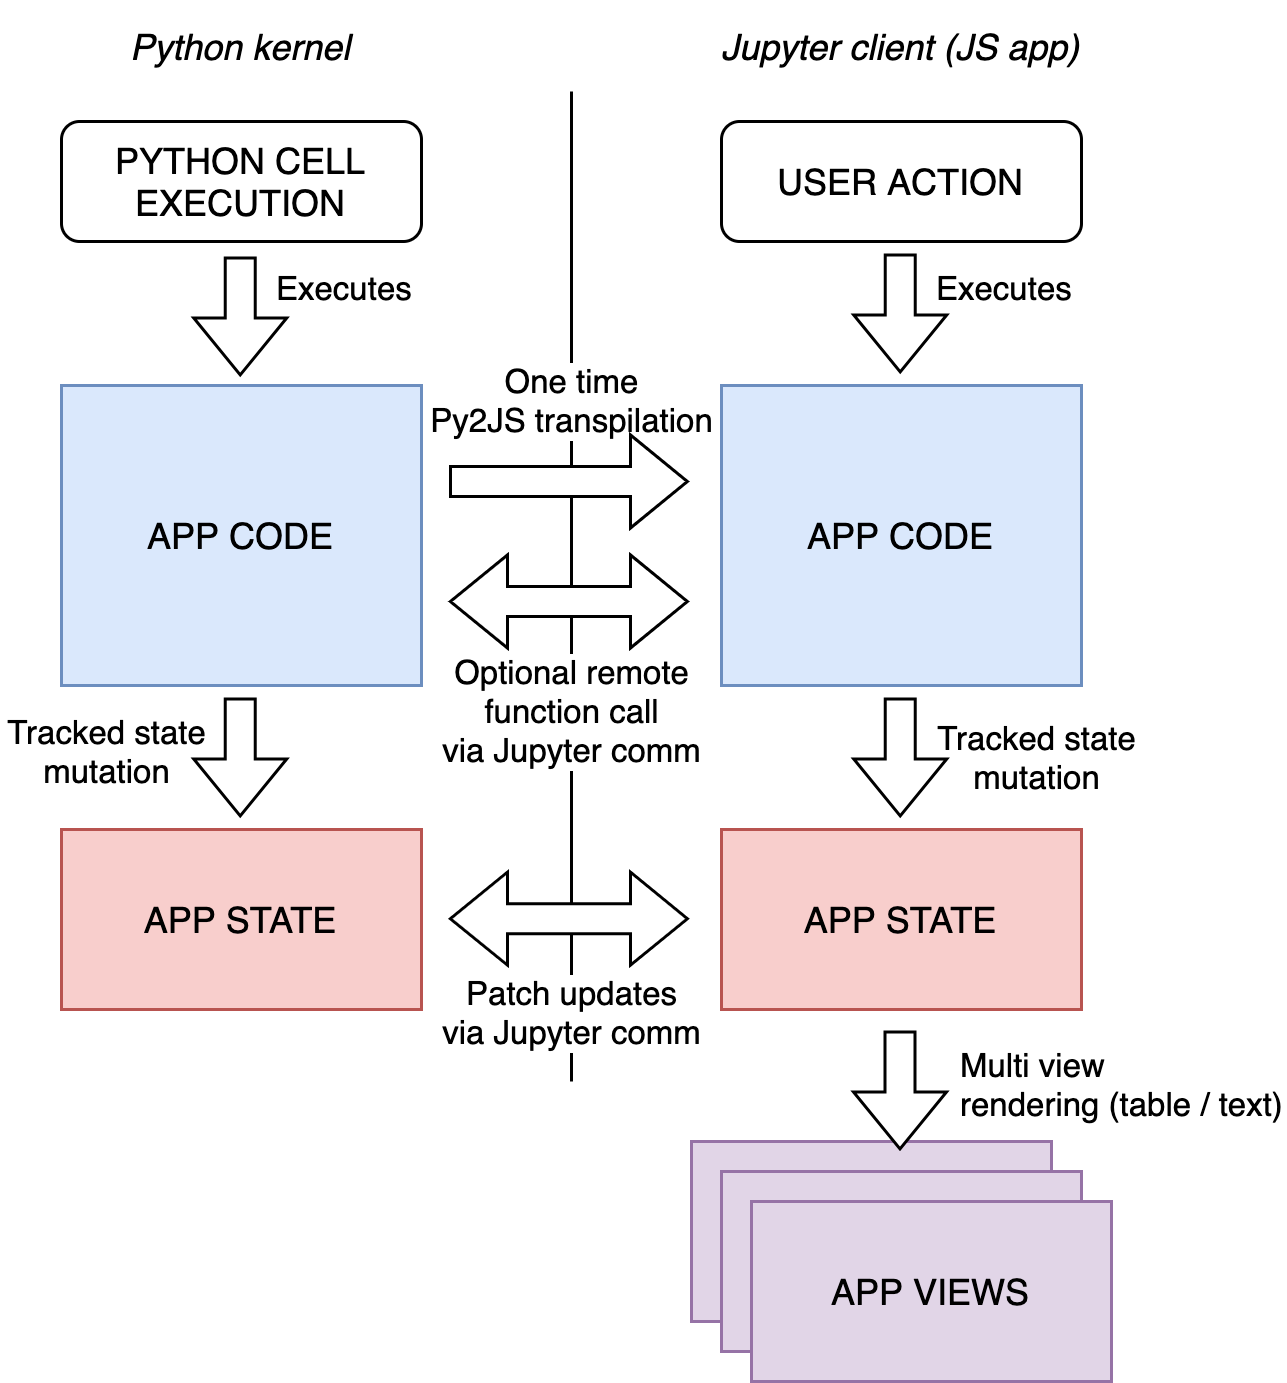 Python kernel
Jupyter client (JS app)
PYTHON CELL
EXECUTION
USER ACTION
Executes
Executes
One time
Py2JS transpilation
APP CODE
APP CODE
Optional remote
function call
via Jupyter comm
Tracked state
mutation
Tracked state
mutation
APP STATE
APP STATE
Patch updates
via Jupyter comm
Multi view
rendering (table / text)
APP VIEWS